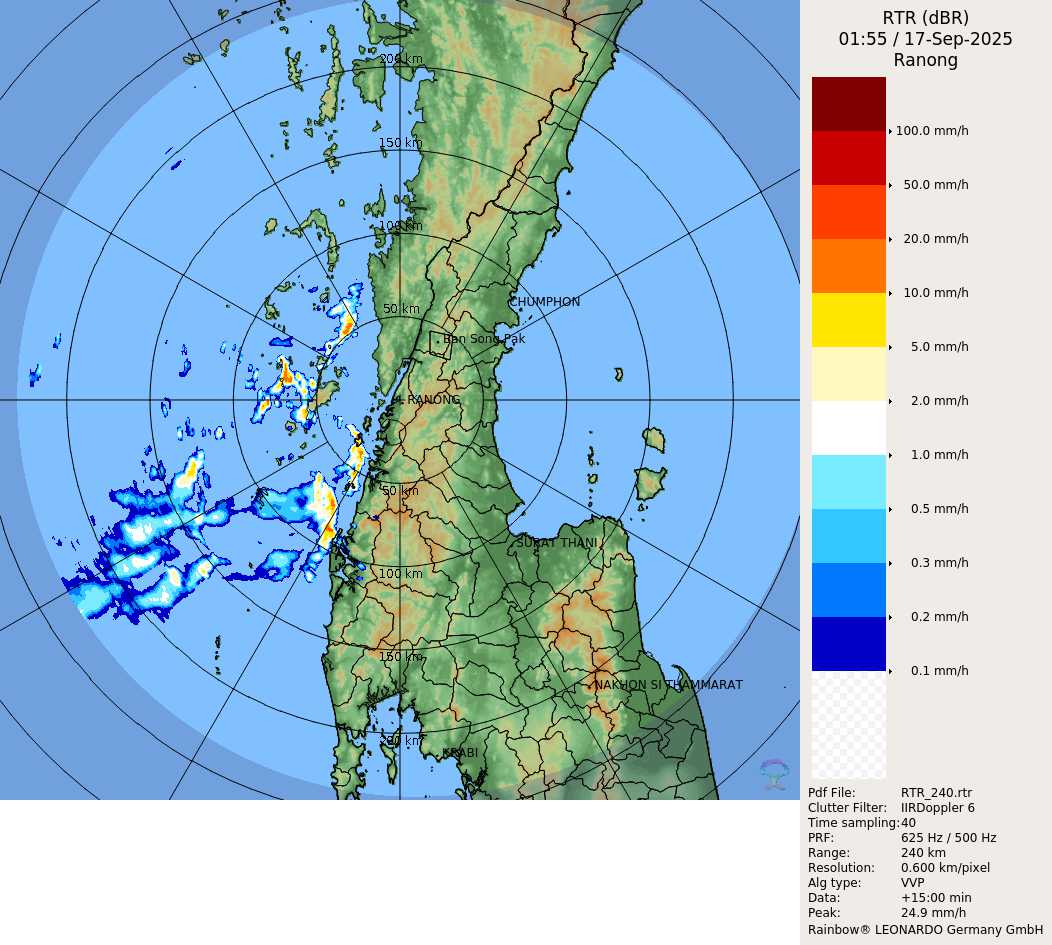 RTR (dBR)
01:55 / 17-Sep-2025
Ranong
200 km
150 km
100 km
50 km
CHUMPHON
Ban Song Pak
RANONG
50 km
SURAT THANI
100 km
150 km
NAKHON SI THAMMARAT
200 km
KRABI
100.0 mm/h
50.0 mm/h
20.0 mm/h
10.0 mm/h
5.0 mm/h
2.0 mm/h
1.0 mm/h
0.5 mm/h
0.3 mm/h
0.2 mm/h
0.1 mm/h
Pdf File: RTR_240.rtr
Clutter Filter: IIRDoppler 6
Time sampling:40
PRF: 625 Hz / 500 Hz
Range: 240 km
Resolution: 0.600 km/pixel
Alg type: VVP
Data: +15:00 min
Peak: 24.9 mm/h
Rainbow® LEONARDO Germany GmbH